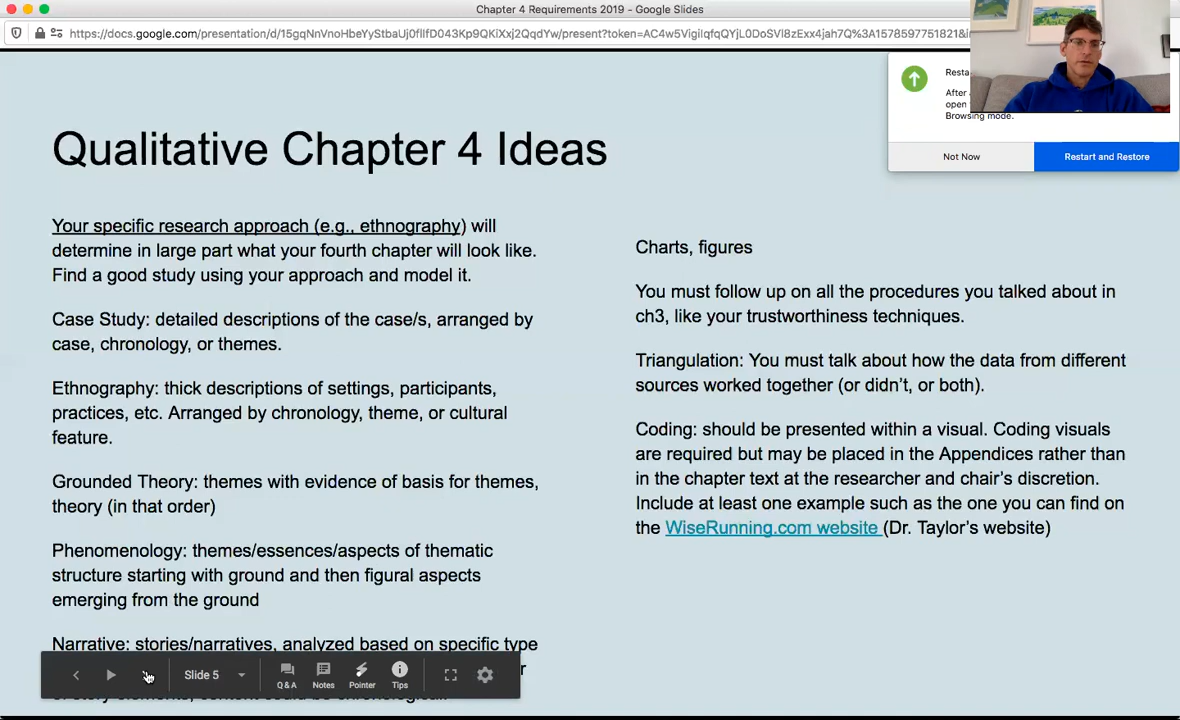 Chapter 4 Requirements 2019 - Google Slides
https://docs.google.com/presentation/d/15gqNnVnoHbeYyStbaUj0fIIfD043Kp9QKiXxj2QqdYw/present?token=AC4w5VigiIqfqQYjL0DoSVl8zExx4jah7Q%3A1578597751821&
Resta
After
open
Browsing mode.
Not Now
Restart and Restore
Qualitative Chapter 4 Ideas
Your specific research approach (e.g., ethnography) will
determine in large part what your fourth chapter will look like.
Find a good study using your approach and model it.
Case Study: detailed descriptions of the case/s, arranged by
case, chronology, or themes.
Ethnography: thick descriptions of settings, participants,
practices, etc. Arranged by chronology, theme, or cultural
feature.
Grounded Theory: themes with evidence of basis for themes,
theory (in that order)
Phenomenology: themes/essences/aspects of thematic
structure starting with ground and then figural aspects
emerging from the ground
Narrative: stories/narratives, analyzed based on specific type
Charts, figures
You must follow up on all the procedures you talked about in
ch3, like your trustworthiness techniques.
Triangulation: You must talk about how the data from different
sources worked together (or didn't, or both).
Coding: should be presented within a visual. Coding visuals
are required but may be placed in the Appendices rather than
in the chapter text at the researcher and chair's discretion.
Include at least one example such as the one you can find on
the WiseRunning.com website (Dr. Taylor's website)
Slide 5
Q & A
Notes
Pointer
Tips